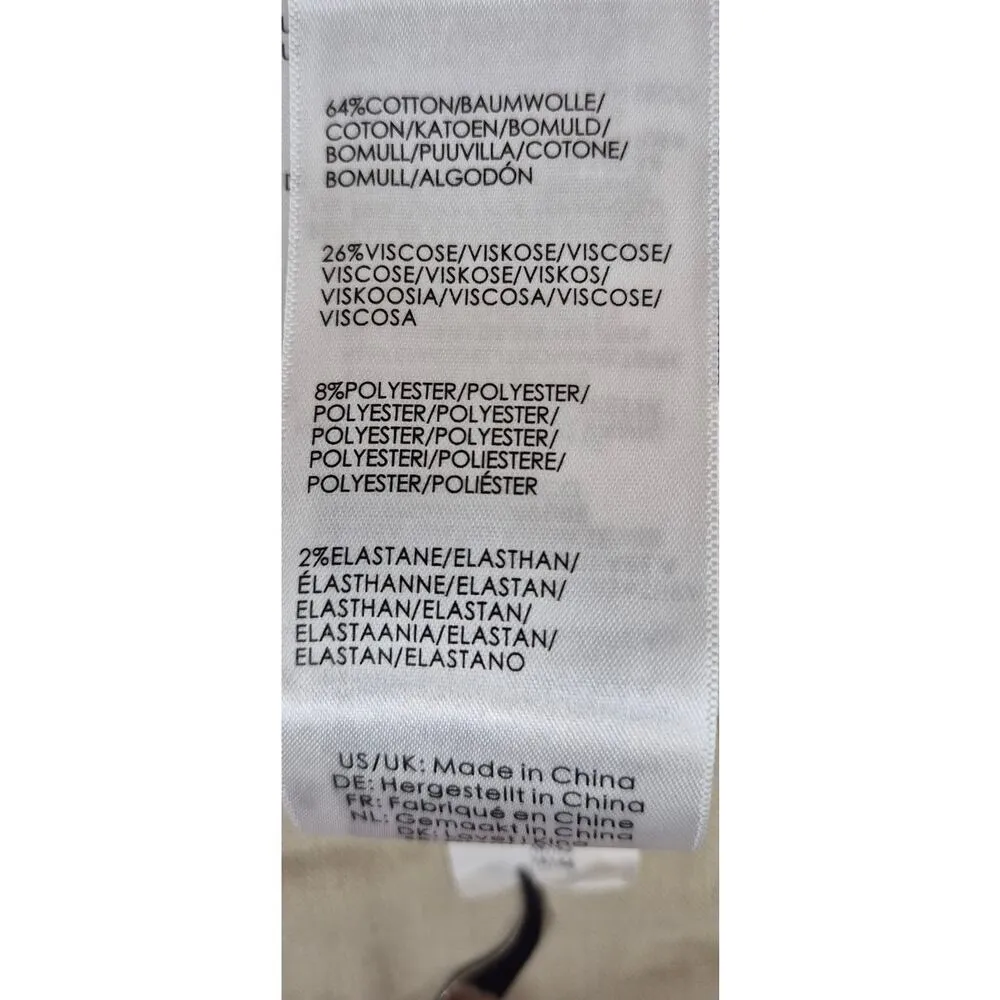 64%COTTON/BAUMWOLLE/
COTON/KATOEN/BOMULD/
BOMULL/PUUVILLA/COTONE/
BOMULL/ALGODÓN
26%VISCOSE/VISKOSE/VISCOSE/
VISCOSE/VISKOSE/VISKOS/
VISKOOSIA/VISCOSA/VISCOSE/
VISCOSA
8%POLYESTER/POLYESTER/
POLYESTER/POLYESTER/
POLYESTER/POLYESTER/
POLYESTERI/POLIESTERE/
POLYESTER/POLIÉSTER
2%ELASTANE/ELASTHAN/
ÉLASTHANNE/ELASTAN/
ELASTHAN/ELASTAN/
ELASTAANIA/ELASTAN/
ELASTAN/ELASTANO
US/UK: Made in China
DE: Hergestellt in China
FR: Fabriqué en Chine
NL: Gemaakt in China
DK: Lavet i Kina